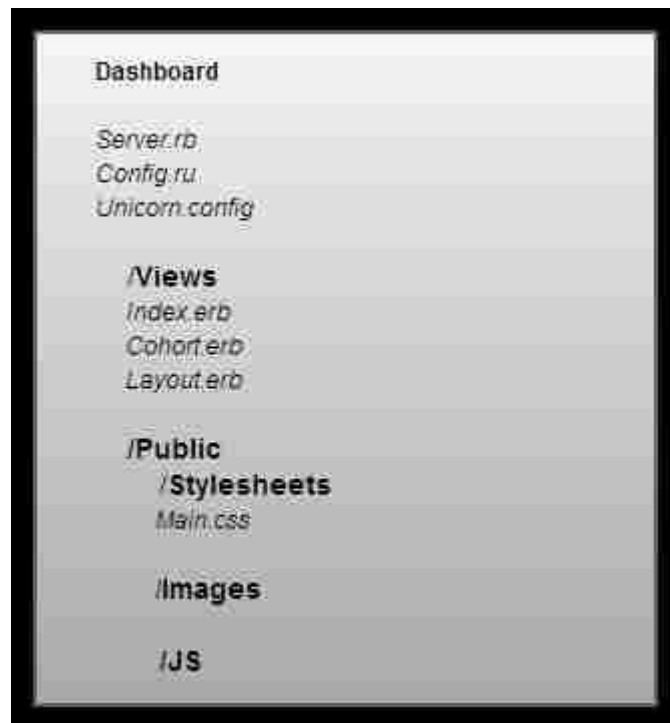 Dashboard
Server.rb
Config.ru
Unicorn.config
/Views
Index.erb
Cohort.erb
Layout.erb
/Public
/Stylesheets
Main.css
/Images
/JS